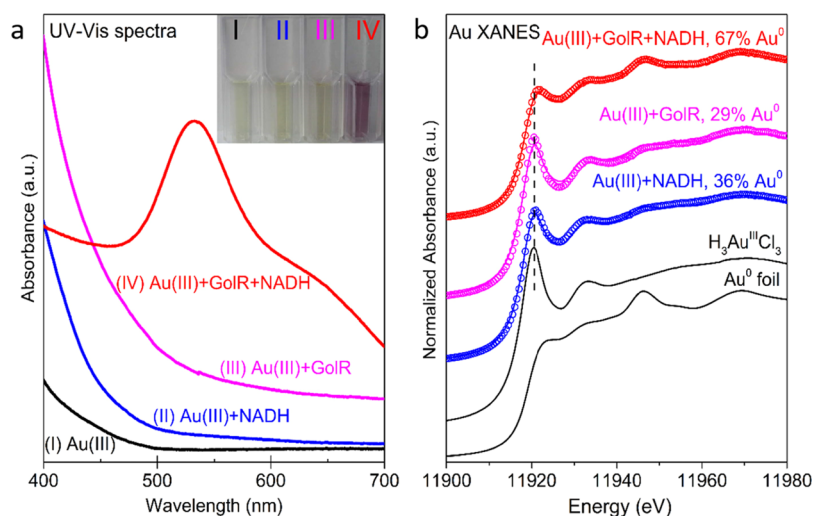 a
UV-Vis spectra
I II III IV
(IV) Au(III)+GolR+NADH
(III) Au(III)+GolR
(II) Au(III)+NADH
(I) Au(III)
Absorbance (a.u.)
400 500 600 700
Wavelength (nm)
b
Au XANES
Au(III)+GolR+NADH, 67% Au⁰
Au(III)+GolR, 29% Au⁰
Au(III)+NADH, 36% Au⁰
H₃AuᴵᴵᴵCl₃
Au⁰ foil
Normalized Absorbance (a.u.)
11900 11920 11940 11960 11980
Energy (eV)